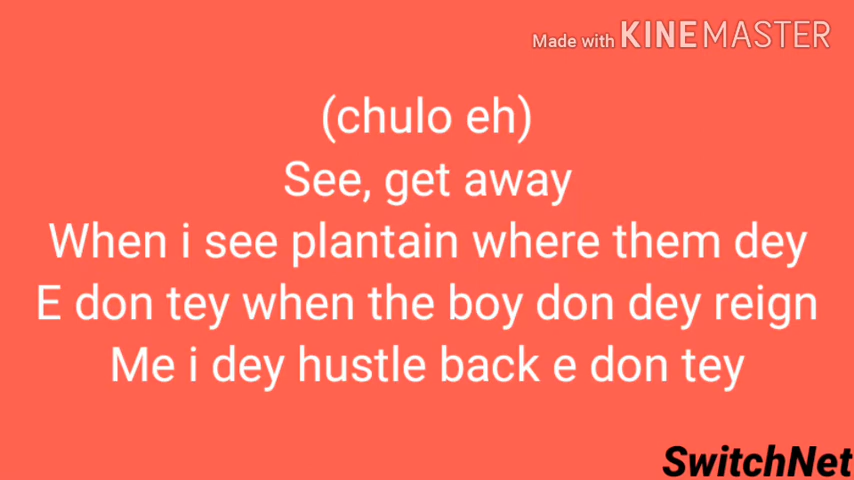 Made with KINEMASTER
(chulo eh)
See, get away
When i see plantain where them dey
E don tey when the boy don dey reign
Me i dey hustle back e don tey
SwitchNet